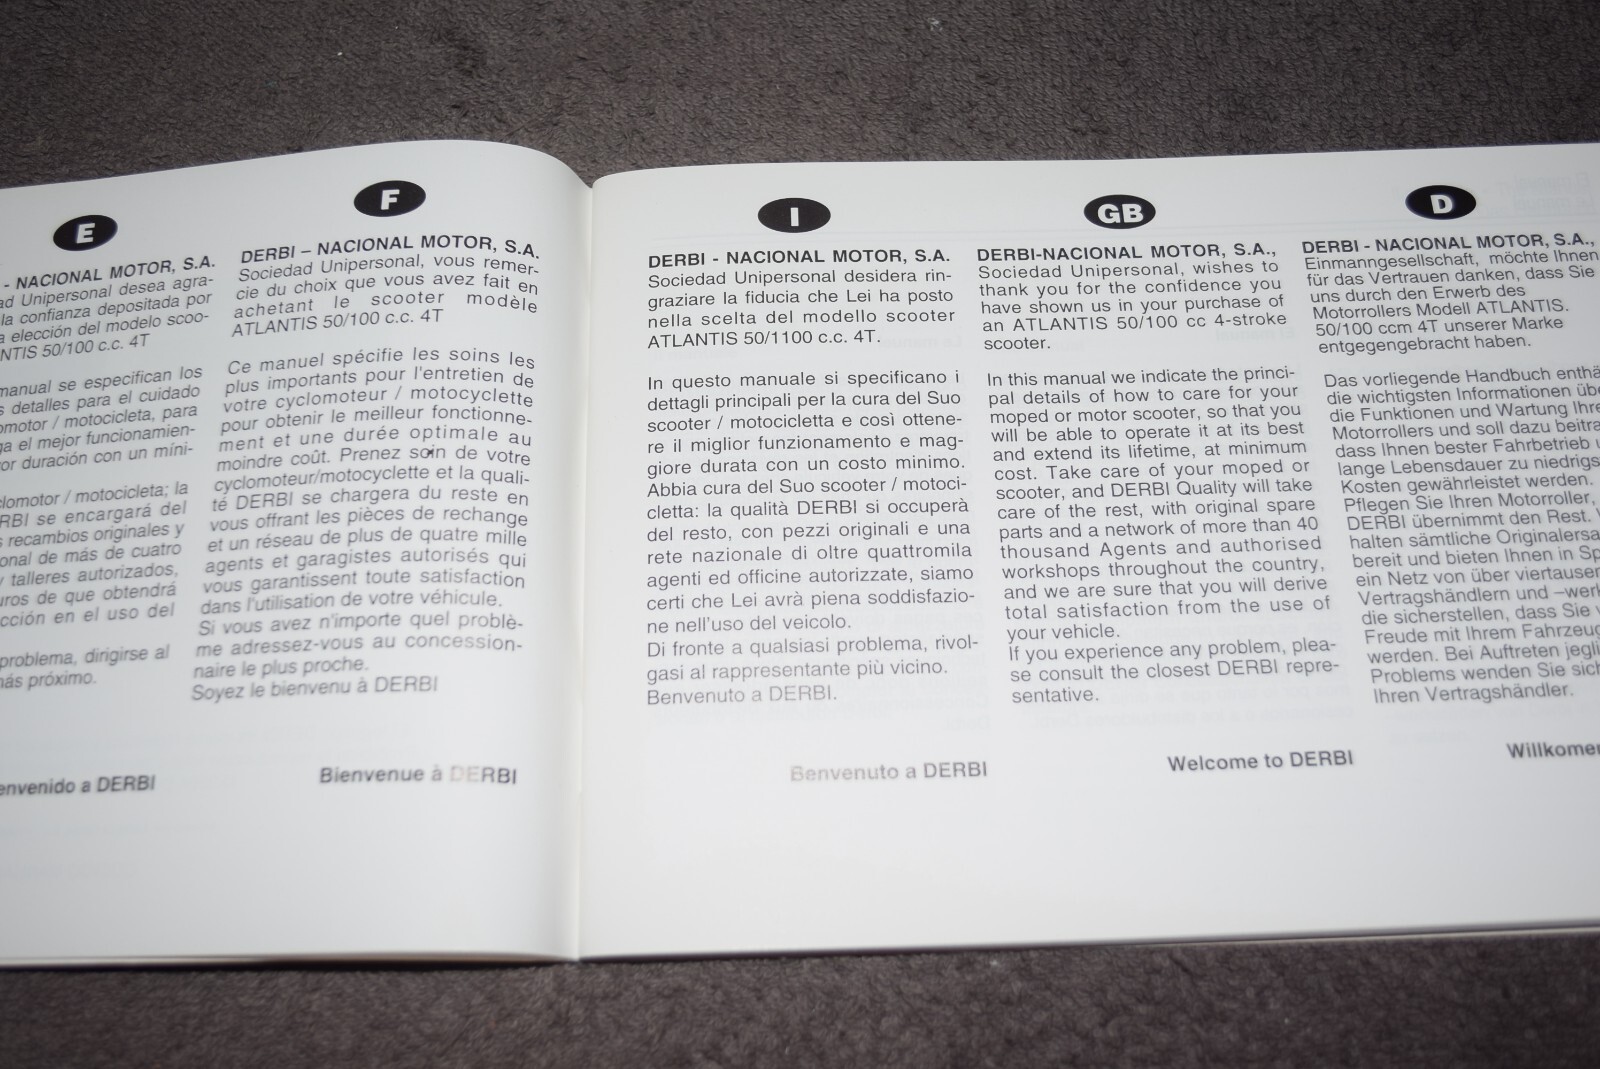 E
- NACIONAL MOTOR, S.A.
ad Unipersonal desea agra-
la confianza depositada por
a elección del modelo scoo-
NTIS 50/100 c.c. 4T
manual se especifican los
s detalles para el cuidado
omotor / motocicleta, para
ga el mejor funcionamien-
or duración con un míni-
clomotor / motocicleta; la
RBI se encargará del
s recambios originales y
onal de más de cuatro
y talleres autorizados,
uros de que obtendrá
cción en el uso del
problema, dirigirse al
más próximo.
envenido a DERBI
F
DERBI – NACIONAL MOTOR, S.A.
Sociedad Unipersonal, vous remer-
cie du choix que vous avez fait en
achetant le scooter modèle
ATLANTIS 50/100 c.c. 4T
Ce manuel spécifie les soins les
plus importants pour l'entretien de
votre cyclomoteur / motocyclette
pour obtenir le meilleur fonctionne-
ment et une durée optimale au
moindre coût. Prenez soin de votre
cyclomoteur/motocyclette et la quali-
té DERBI se chargera du reste en
vous offrant les pièces de rechange
et un réseau de plus de quatre mille
agents et garagistes autorisés qui
vous garantissent toute satisfaction
dans l'utilisation de votre véhicule.
Si vous avez n'importe quel problè-
me adressez-vous au concession-
naire le plus proche.
Soyez le bienvenu à DERBI
Bienvenue à DERBI
I
DERBI - NACIONAL MOTOR, S.A.
Sociedad Unipersonal desidera rin-
graziare la fiducia che Lei ha posto
nella scelta del modello scooter
ATLANTIS 50/1100 c.c. 4T.
In questo manuale si specificano i
dettagli principali per la cura del Suo
scooter / motocicletta e così ottene-
re il miglior funzionamento e mag-
giore durata con un costo minimo.
Abbia cura del Suo scooter / motoci-
cletta: la qualità DERBI si occuperà
del resto, con pezzi originali e una
rete nazionale di oltre quattromila
agenti ed officine autorizzate, siamo
certi che Lei avrà piena soddisfazio-
ne nell'uso del veicolo.
Di fronte a qualsiasi problema, rivol-
gasi al rappresentante più vicino.
Benvenuto a DERBI.
Benvenuto a DERBI
GB
DERBI-NACIONAL MOTOR, S.A.,
Sociedad Unipersonal, wishes to
thank you for the confidence you
have shown us in your purchase of
an ATLANTIS 50/100 cc 4-stroke
scooter.
In this manual we indicate the princi-
pal details of how to care for your
moped or motor scooter, so that you
will be able to operate it at its best
and extend its lifetime, at minimum
cost. Take care of your moped or
scooter, and DERBI Quality will take
care of the rest, with original spare
parts and a network of more than 40
thousand Agents and authorised
workshops throughout the country,
and we are sure that you will derive
total satisfaction from the use of
your vehicle.
If you experience any problem, plea-
se consult the closest DERBI repre-
sentative.
Welcome to DERBI
D
DERBI - NACIONAL MOTOR, S.A.,
Einmanngesellschaft, möchte Ihnen
für das Vertrauen danken, dass Sie
uns durch den Erwerb des
Motorrollers Modell ATLANTIS.
50/100 ccm 4T unserer Marke
entgegengebracht haben.
Das vorliegende Handbuch enthä
die wichtigsten Informationen übe
die Funktionen und Wartung Ihre
Motorrollers und soll dazu beitra
dass Ihnen bester Fahrbetrieb u
lange Lebensdauer zu niedrigs
Kosten gewährleistet werden.
Pflegen Sie Ihren Motorroller,
DERBI übernimmt den Rest. W
halten sämtliche Originalersa
bereit und bieten Ihnen in Sp
ein Netz von über viertausen
Vertragshändlern und –werk
die sicherstellen, dass Sie v
Freude mit Ihrem Fahrzeug
werden. Bei Auftreten jegli
Problems wenden Sie sich
Ihren Vertragshändler.
Willkomen